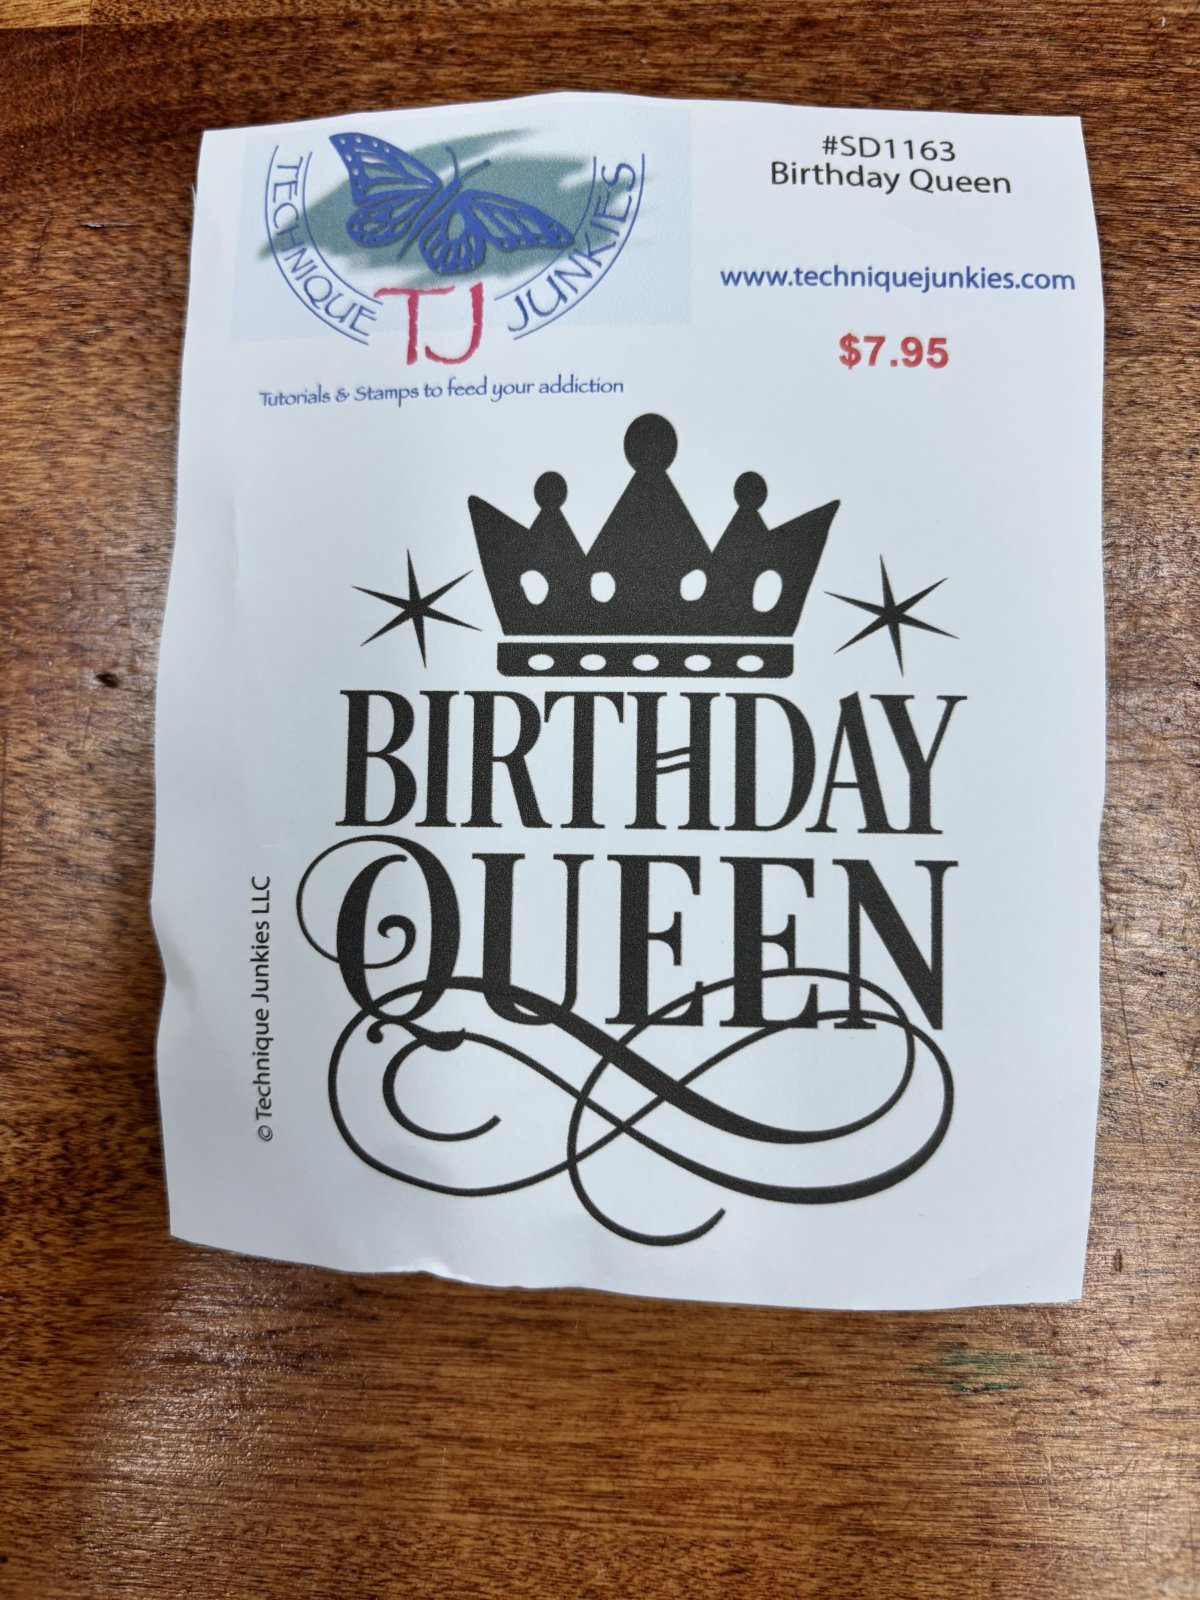 TECHNIQUE JUNKIES
TJ
Tutorials & Stamps to feed your addiction
#SD1163
Birthday Queen
www.techniquejunkies.com
$7.95
BIRTHDAY
QUEEN
© Technique Junkies LLC